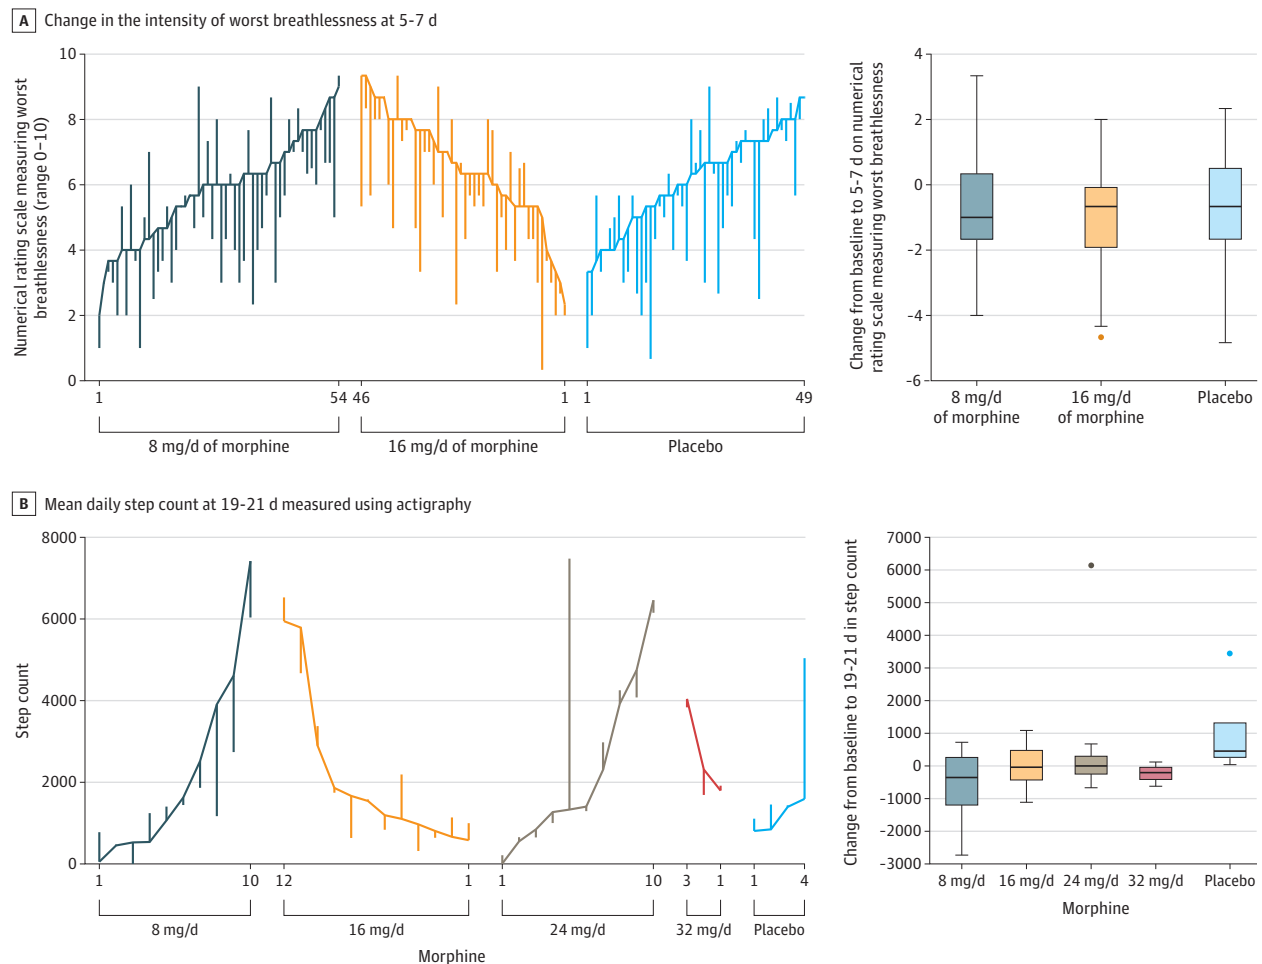 A Change in the intensity of worst breathlessness at 5-7 d
Numerical rating scale measuring worst
breathlessness (range 0–10)
10
8
6
4
2
0
1
54
46
1
1
49
8 mg/d of morphine
16 mg/d of morphine
Placebo
Change from baseline to 5-7 d on numerical
rating scale measuring worst breathlessness
4
2
0
-2
-4
-6
8 mg/d
of morphine
16 mg/d
of morphine
Placebo
B Mean daily step count at 19-21 d measured using actigraphy
Step count
8000
6000
4000
2000
0
1
10
12
1
1
10
3
1
1
4
8 mg/d
16 mg/d
24 mg/d
32 mg/d
Placebo
Morphine
Change from baseline to 19-21 d in step count
7000
6000
5000
4000
3000
2000
1000
0
-1000
-2000
-3000
8 mg/d
16 mg/d
24 mg/d
32 mg/d
Placebo
Morphine